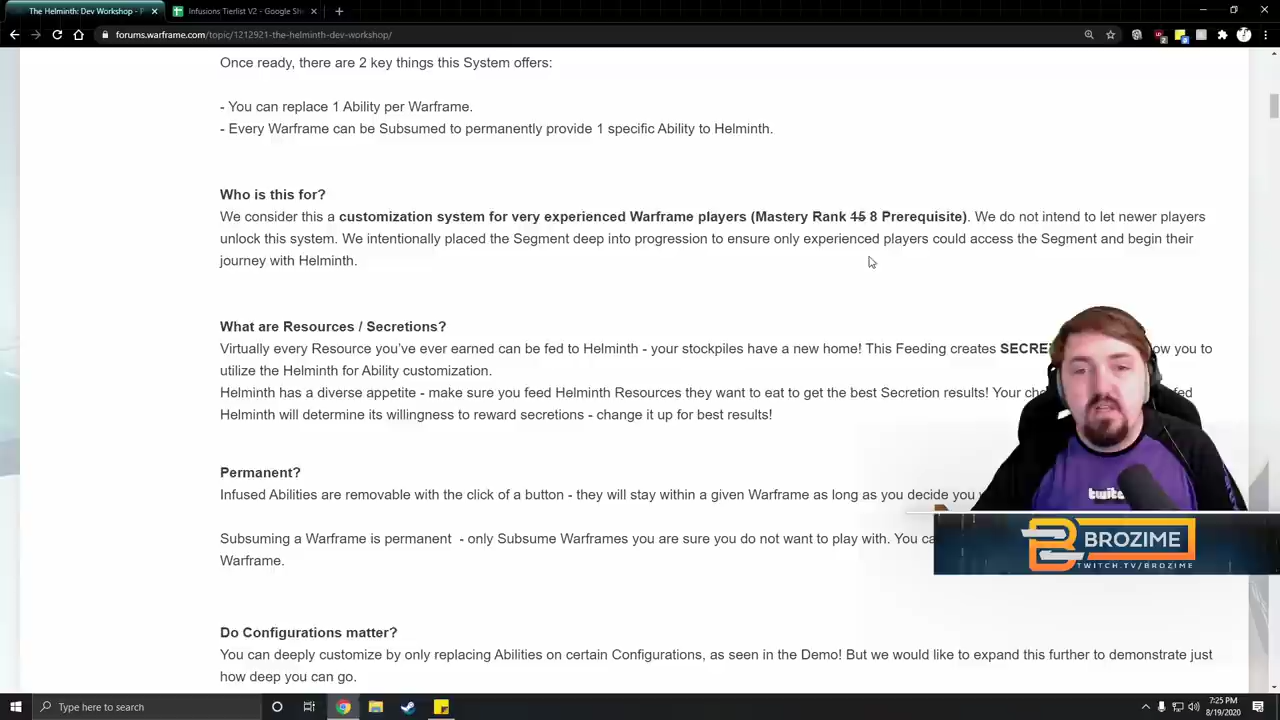 The Helminth: Dev Workshop - P
Infusions Tierlist V2 - Google She
forums.warframe.com/topic/1212921-the-helminth-dev-workshop/
Once ready, there are 2 key things this System offers:
- You can replace 1 Ability per Warframe.
- Every Warframe can be Subsumed to permanently provide 1 specific Ability to Helminth.
Who is this for?
We consider this a customization system for very experienced Warframe players (Mastery Rank 15 8 Prerequisite). We do not intend to let newer players
unlock this system. We intentionally placed the Segment deep into progression to ensure only experienced players could access the Segment and begin their
journey with Helminth.
What are Resources / Secretions?
Virtually every Resource you've ever earned can be fed to Helminth - your stockpiles have a new home! This Feeding creates you to
utilize the Helminth for Ability customization.
Helminth has a diverse appetite - make sure you feed Helminth Resources they want to eat to get the best Secretion results! Your
Helminth will determine its willingness to reward secretions - change it up for best results!
Permanent?
Infused Abilities are removable with the click of a button - they will stay within a given Warframe as long as you decide you
Subsuming a Warframe is permanent - only Subsume Warframes you are sure you do not want to play with. You
Warframe.
twitc
BROZIME
TWITCH.TV/BROZIME
Do Configurations matter?
You can deeply customize by only replacing Abilities on certain Configurations, as seen in the Demo! But we would like to expand this further to demonstrate just
how deep you can go.
Type here to search
7:25 PM
8/19/2020